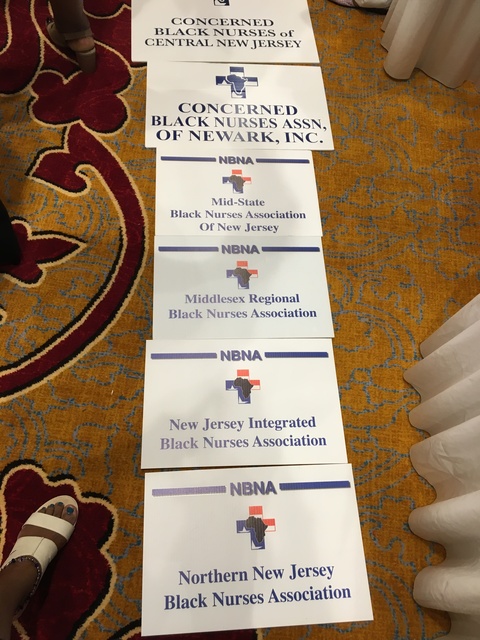 CONCERNED
BLACK NURSES of
CENTRAL NEW JERSEY
CONCERNED
BLACK NURSES ASSN,
OF NEWARK, INC.
NBNA
Mid-State
Black Nurses Association
Of New Jersey
NBNA
Middlesex Regional
Black Nurses Association
NBNA
New Jersey Integrated
Black Nurses Association
NBNA
Northern New Jersey
Black Nurses Association